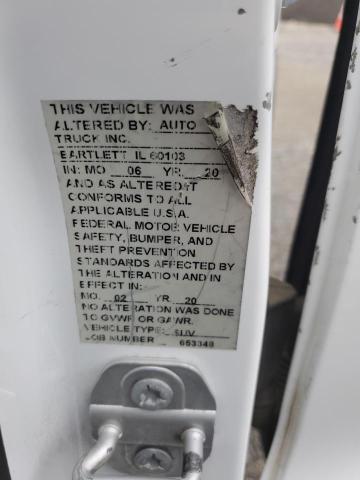 THIS VEHICLE WAS
ALTERED BY: AUTO
TRUCK INC.
BARTLETT IL 60103
IN: MO 06 YR. 20
AND AS ALTERED IT
CONFORMS TO ALL
APPLICABLE U.S.A.
FEDERAL MOTOR VEHICLE
SAFETY, BUMPER, AND
THEFT PREVENTION
STANDARDS AFFECTED BY
THE ALTERATION AND IN
EFFECT IN:
MO. 02 YR. 20
NO ALTERATION WAS DONE
TO GVWR OR GAWR.
VEHICLE TYPE: SUV
JOB NUMBER 653348